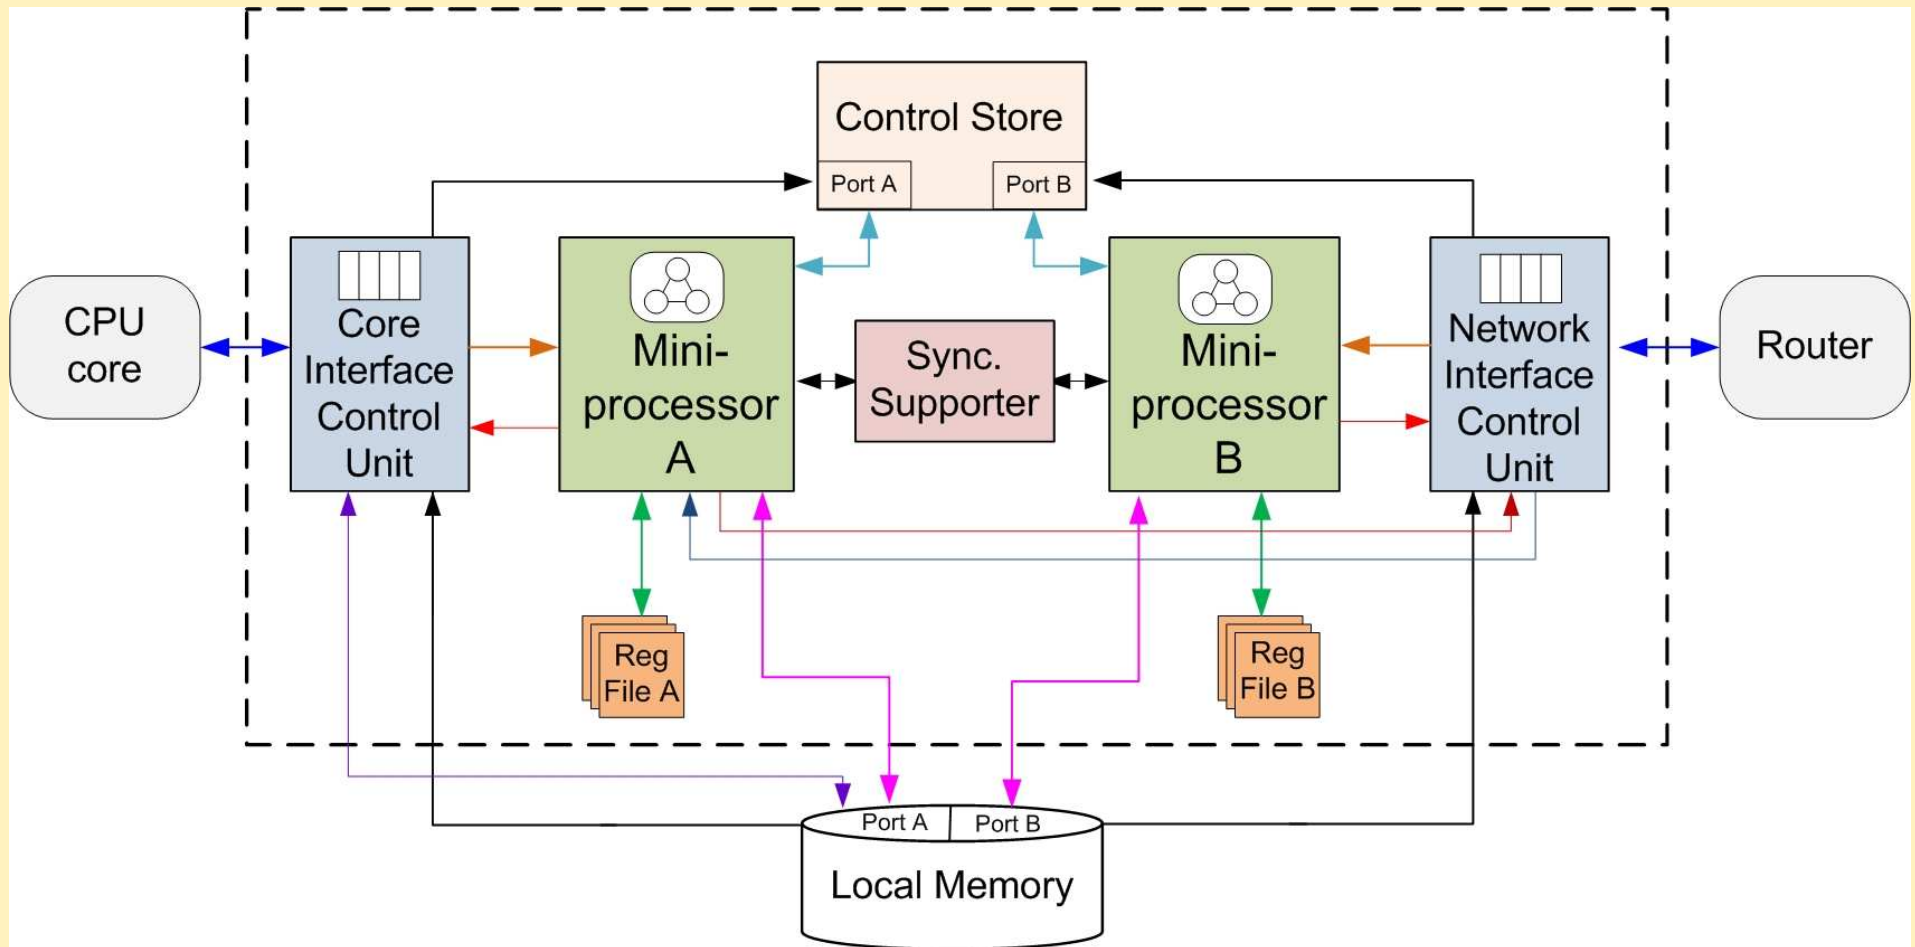 Control Store
Port A
Port B
CPU
core
Core
Interface
Control
Unit
Mini-
processor
A
Sync.
Supporter
Mini-
processor
B
Network
Interface
Control
Unit
Router
Reg
File A
Reg
File B
Port A
Port B
Local Memory